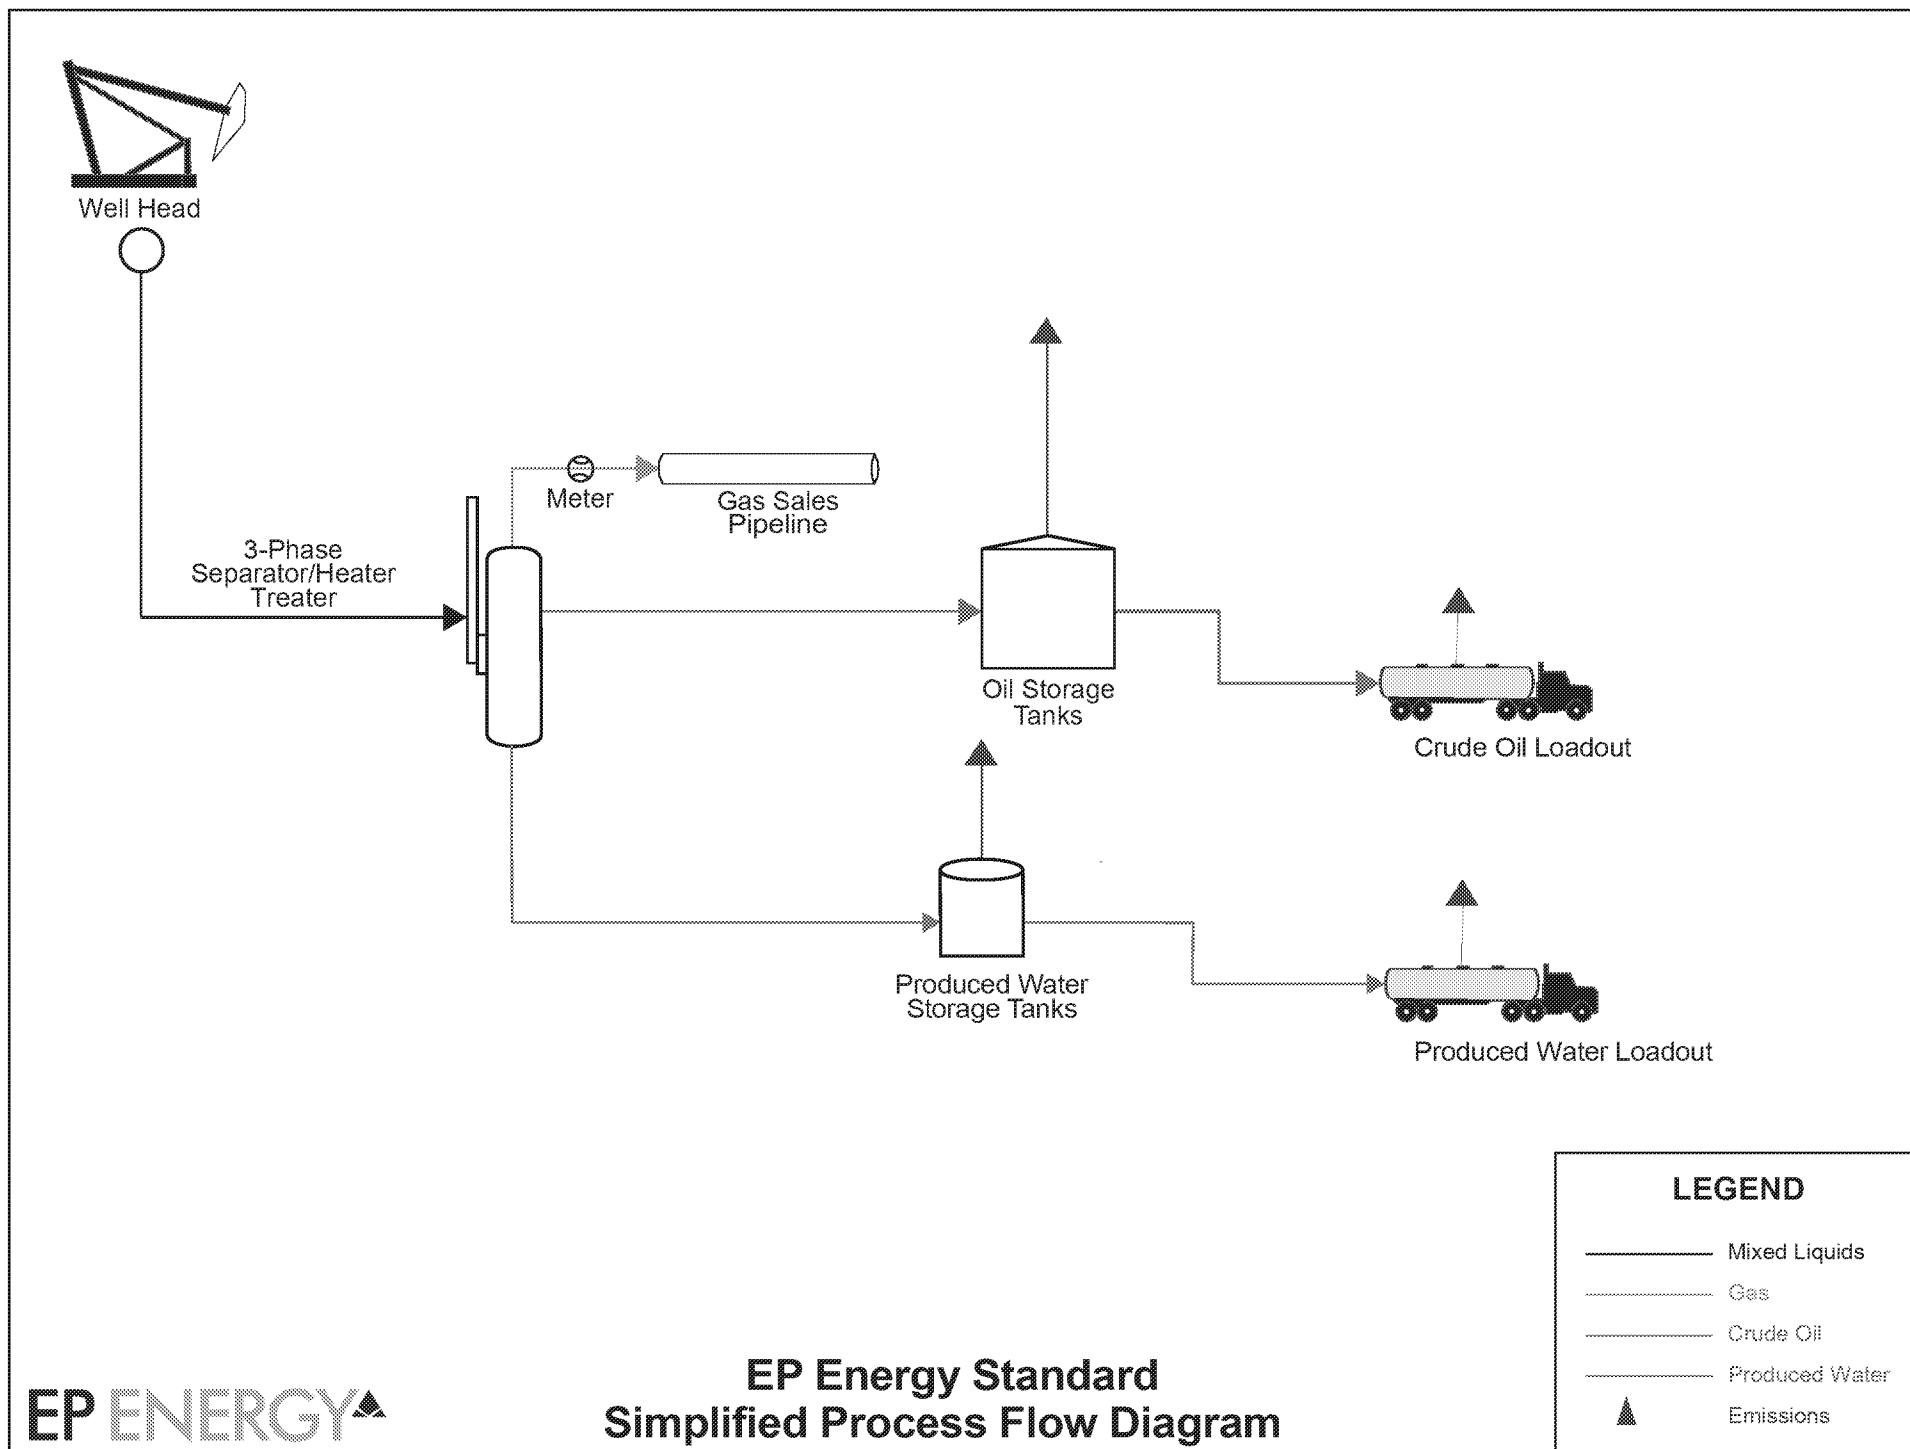 Well Head
Meter
Gas Sales
Pipeline
3-Phase
Separator/Heater
Treater
Oil Storage
Tanks
Crude Oil Loadout
Produced Water
Storage Tanks
Produced Water Loadout
LEGEND
Mixed Liquids
Gas
Crude Oil
Produced Water
Emissions
EP ENERGY
EP Energy Standard
Simplified Process Flow Diagram